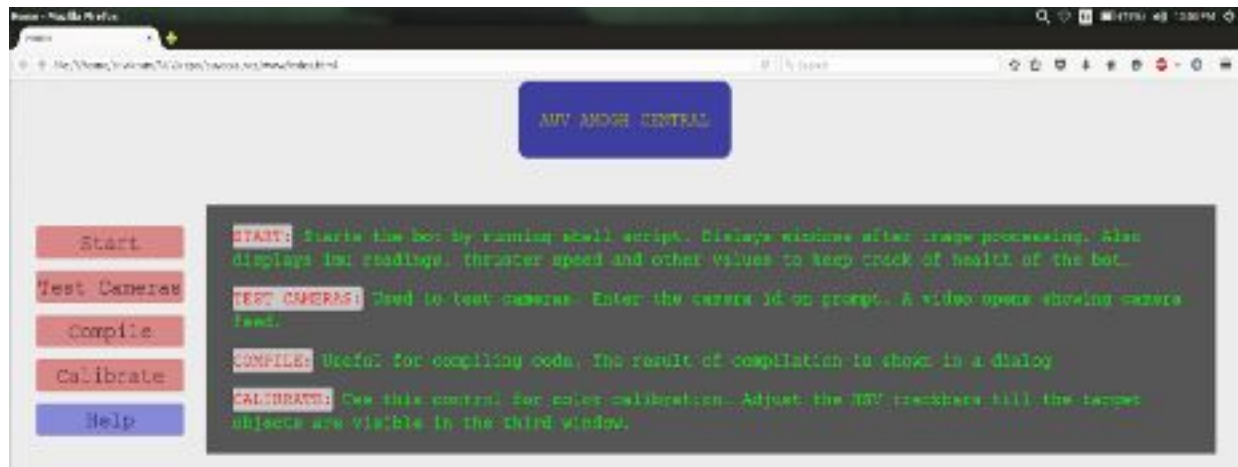 Home - Mozilla Firefox
AUV AMOGH CENTRAL
Start
Test Cameras
Compile
Calibrate
Help
START: Starts the bot by running shell script. Dislays windows after image processing. Also
displays imu readings, thruster speed and other values to keep track of health of the bot.
TEST CAMERAS: Used to test cameras. Enter the camera id on prompt. A video opens showing camera
feed.
COMPILE: Useful for compiling code. The result of compilation is shown in a dialog
CALIBRATE: Use this control for color calibration. Adjust the HSV trackbars till the target
objects are visible in the third window.